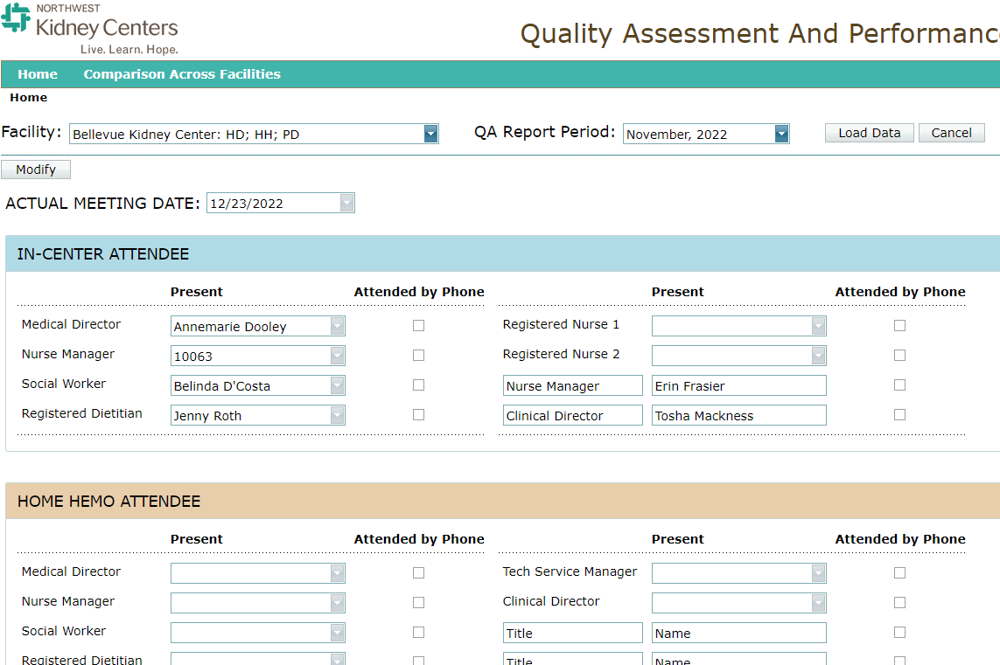 NORTHWEST
Kidney Centers
Live. Learn. Hope.
Quality Assessment And Performanc
Home Comparison Across Facilities
Home
Facility: Bellevue Kidney Center: HD; HH; PD QA Report Period: November, 2022 Load Data Cancel
Modify
ACTUAL MEETING DATE: 12/23/2022
IN-CENTER ATTENDEE
Present Attended by Phone Present Attended by Phone
Medical Director Annemarie Dooley Registered Nurse 1
Nurse Manager 10063 Registered Nurse 2
Social Worker Belinda D'Costa Nurse Manager Erin Frasier
Registered Dietitian Jenny Roth Clinical Director Tosha Mackness
HOME HEMO ATTENDEE
Present Attended by Phone Present Attended by Phone
Medical Director Tech Service Manager
Nurse Manager Clinical Director
Social Worker Title Name
Registered Dietitian Title Name